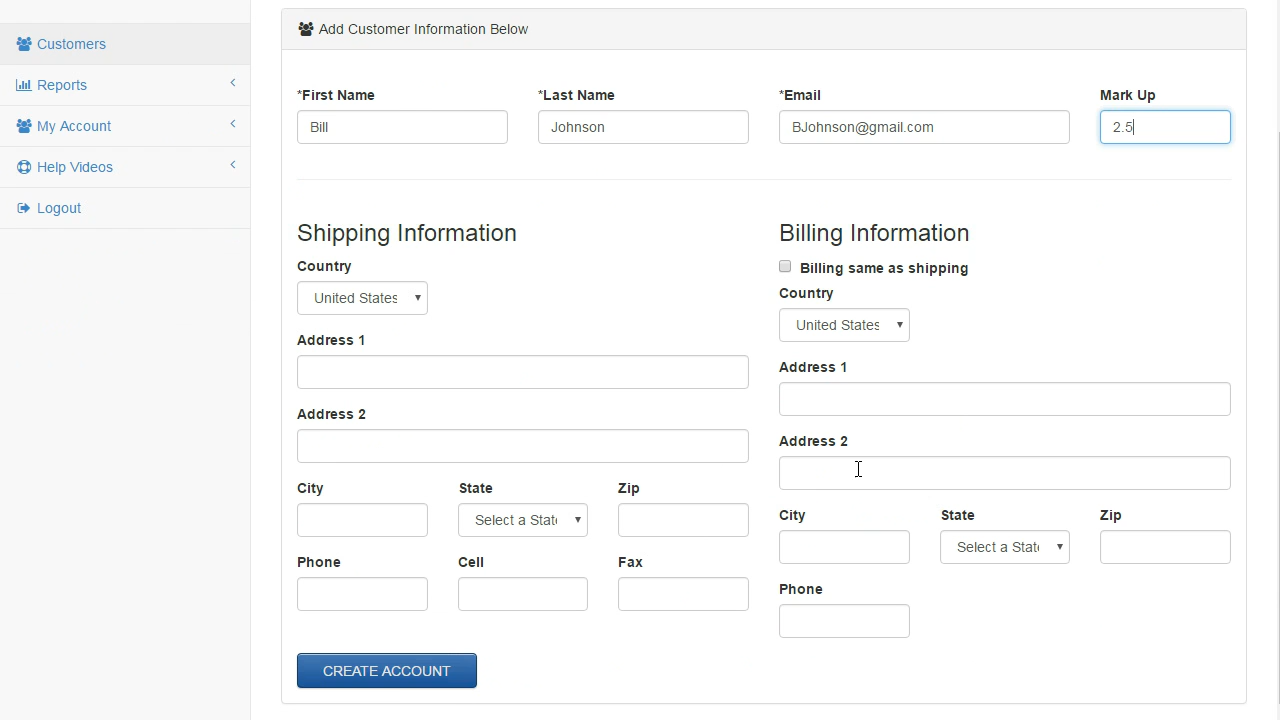 Customers
Reports
My Account
Help Videos
Logout
Add Customer Information Below
*First Name *Last Name *Email Mark Up
Bill Johnson BJohnson@gmail.com 2.5
Shipping Information
Country
United States
Address 1
Address 2
City State Zip
Select a State
Phone Cell Fax
CREATE ACCOUNT
Billing Information
Billing same as shipping
Country
United States
Address 1
Address 2
City State Zip
Select a State
Phone